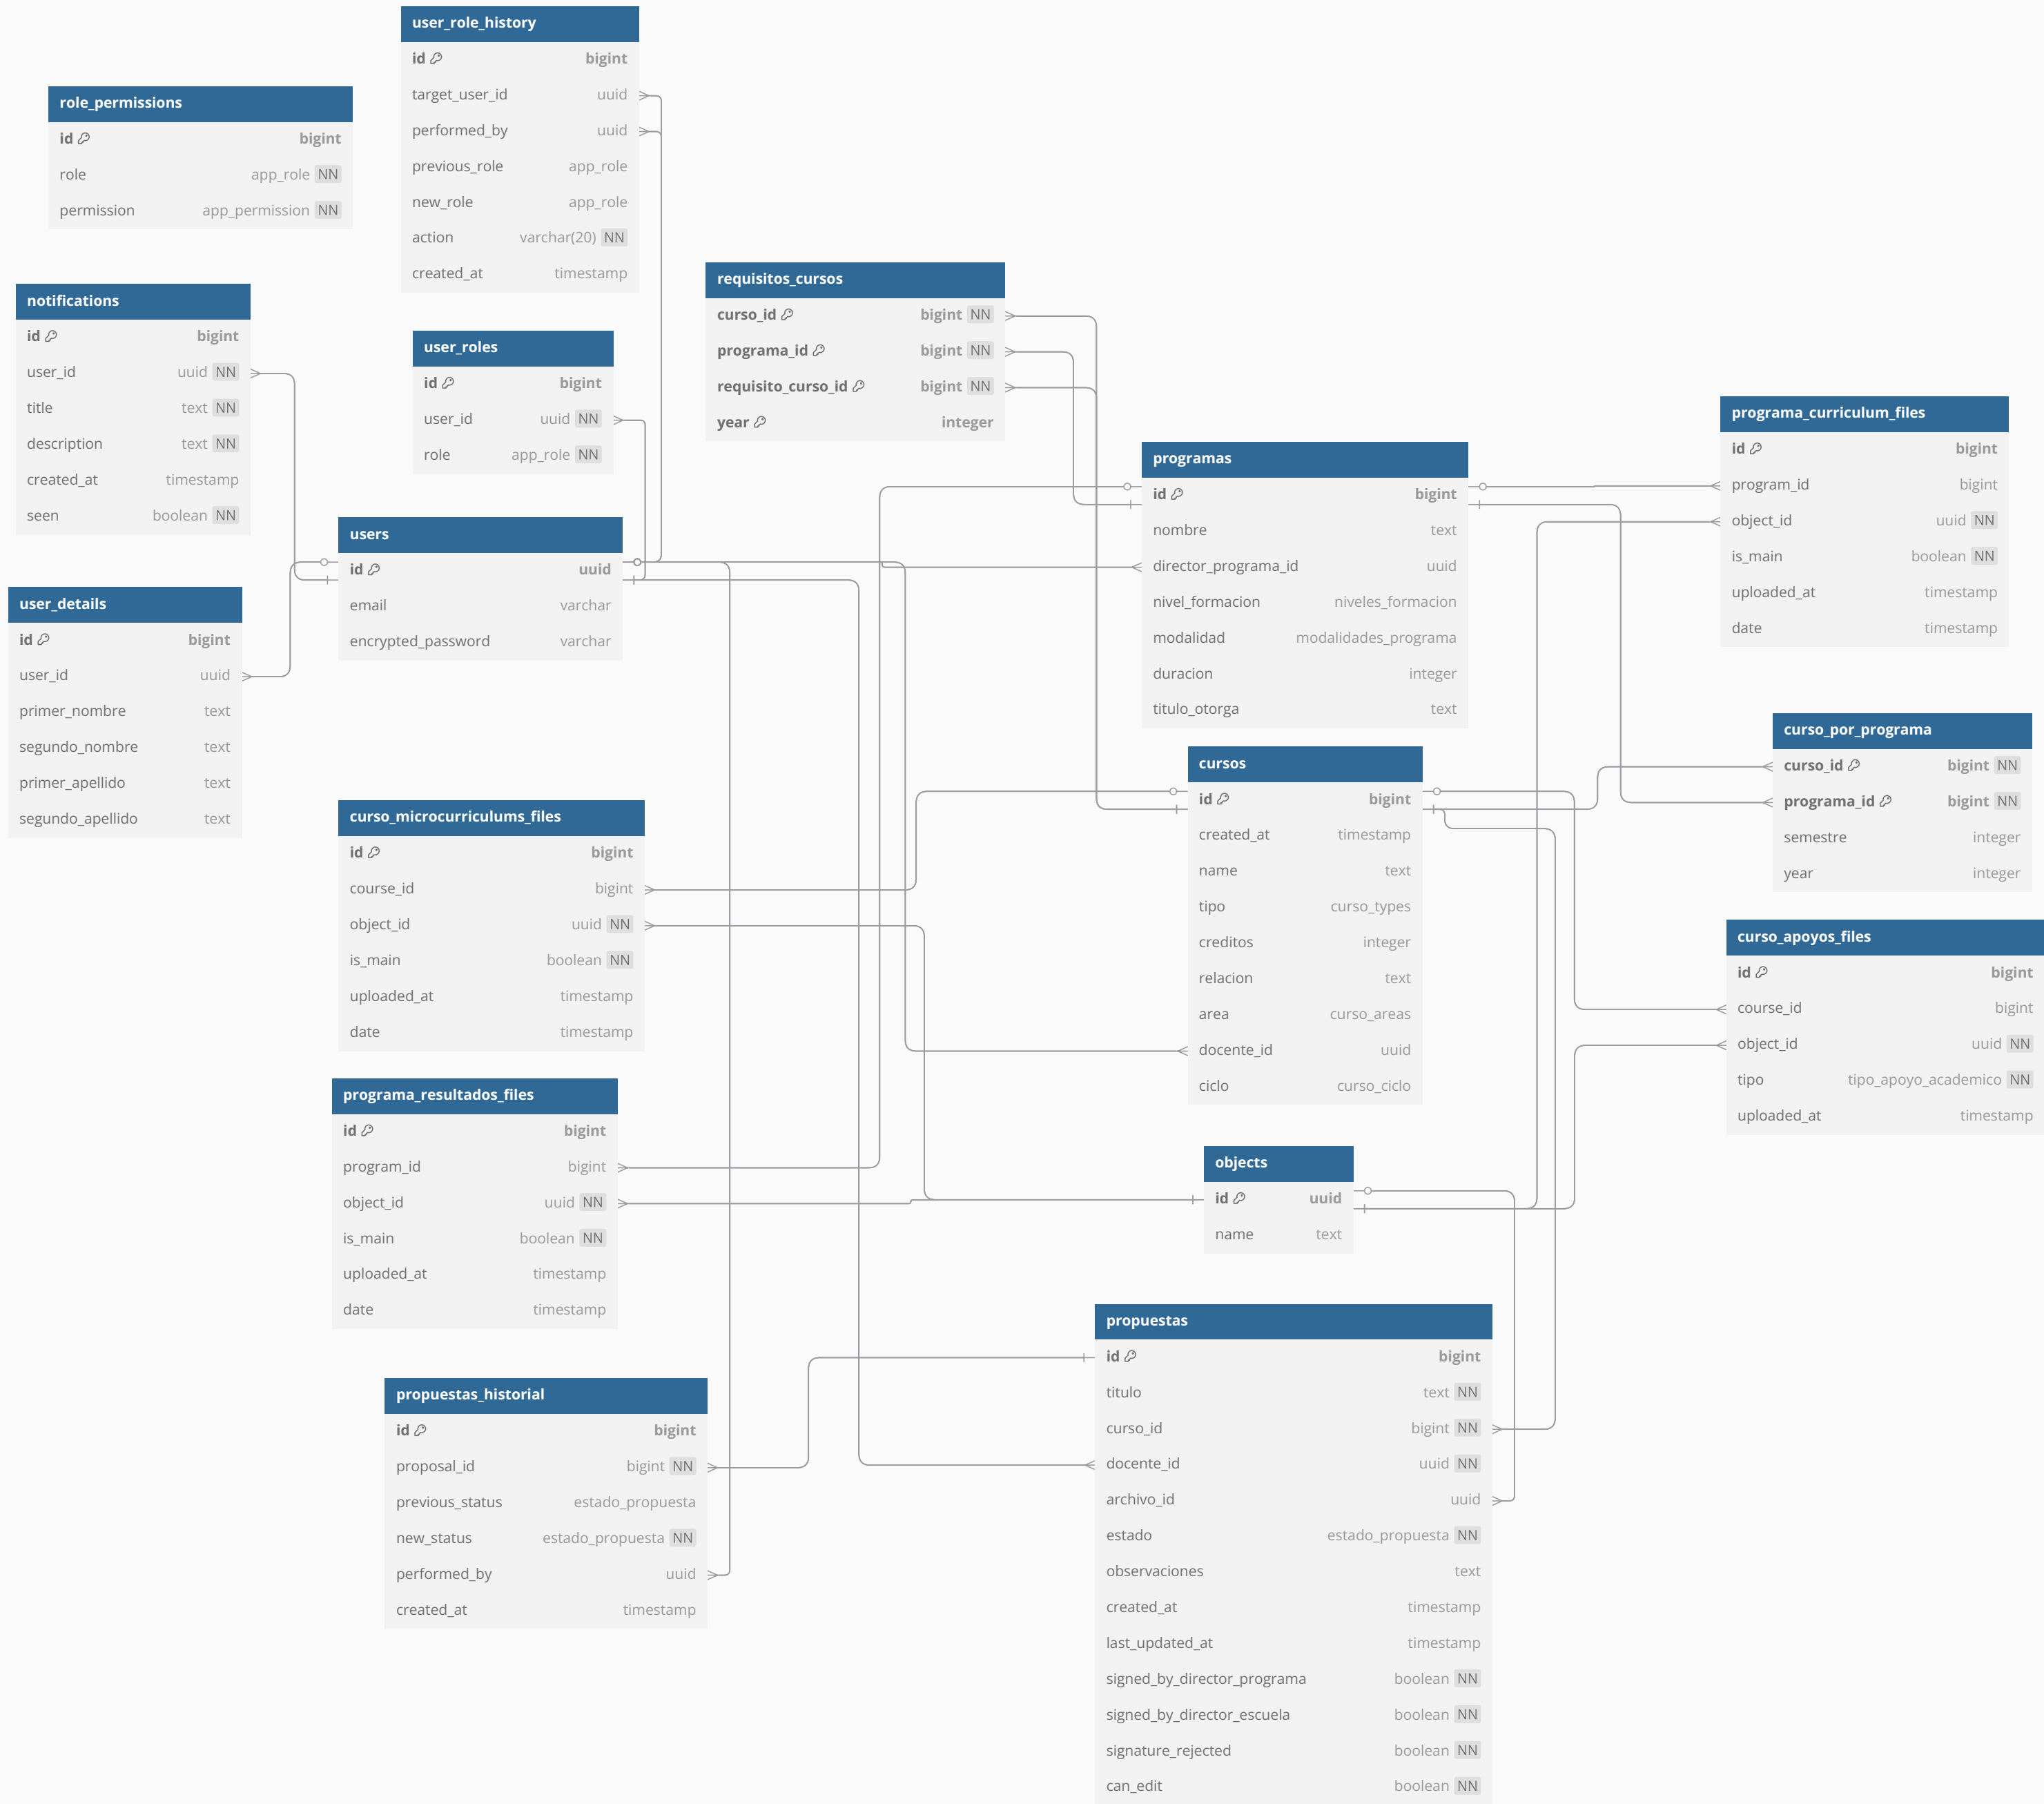 user_role_history
id bigint
target_user_id uuid
performed_by uuid
previous_role app_role
new_role app_role
action varchar(20) NN
created_at timestamp
role_permissions
id bigint
role app_role NN
permission app_permission NN
requisitos_cursos
curso_id bigint NN
programa_id bigint NN
requisito_curso_id bigint NN
year integer
notifications
id bigint
user_id uuid NN
title text NN
description text NN
created_at timestamp
seen boolean NN
user_roles
id bigint
user_id uuid NN
role app_role NN
programa_curriculum_files
id bigint
program_id bigint
object_id uuid NN
is_main boolean NN
uploaded_at timestamp
date timestamp
programas
id bigint
nombre text
director_programa_id uuid
nivel_formacion niveles_formacion
modalidad modalidades_programa
duracion integer
titulo_otorga text
users
id uuid
email varchar
encrypted_password varchar
user_details
id bigint
user_id uuid
primer_nombre text
segundo_nombre text
primer_apellido text
segundo_apellido text
curso_por_programa
curso_id bigint NN
programa_id bigint NN
semestre integer
year integer
cursos
id bigint
created_at timestamp
name text
tipo curso_types
creditos integer
relacion text
area curso_areas
docente_id uuid
ciclo curso_ciclo
curso_microcurriculums_files
id bigint
course_id bigint
object_id uuid NN
is_main boolean NN
uploaded_at timestamp
date timestamp
curso_apoyos_files
id bigint
course_id bigint
object_id uuid NN
tipo tipo_apoyo_academico NN
uploaded_at timestamp
programa_resultados_files
id bigint
program_id bigint
object_id uuid NN
is_main boolean NN
uploaded_at timestamp
date timestamp
objects
id uuid
name text
propuestas
id bigint
titulo text NN
curso_id bigint NN
docente_id uuid NN
archivo_id uuid
estado estado_propuesta NN
observaciones text
created_at timestamp
last_updated_at timestamp
signed_by_director_programa boolean NN
signed_by_director_escuela boolean NN
signature_rejected boolean NN
can_edit boolean NN
propuestas_historial
id bigint
proposal_id bigint NN
previous_status estado_propuesta
new_status estado_propuesta NN
performed_by uuid
created_at timestamp